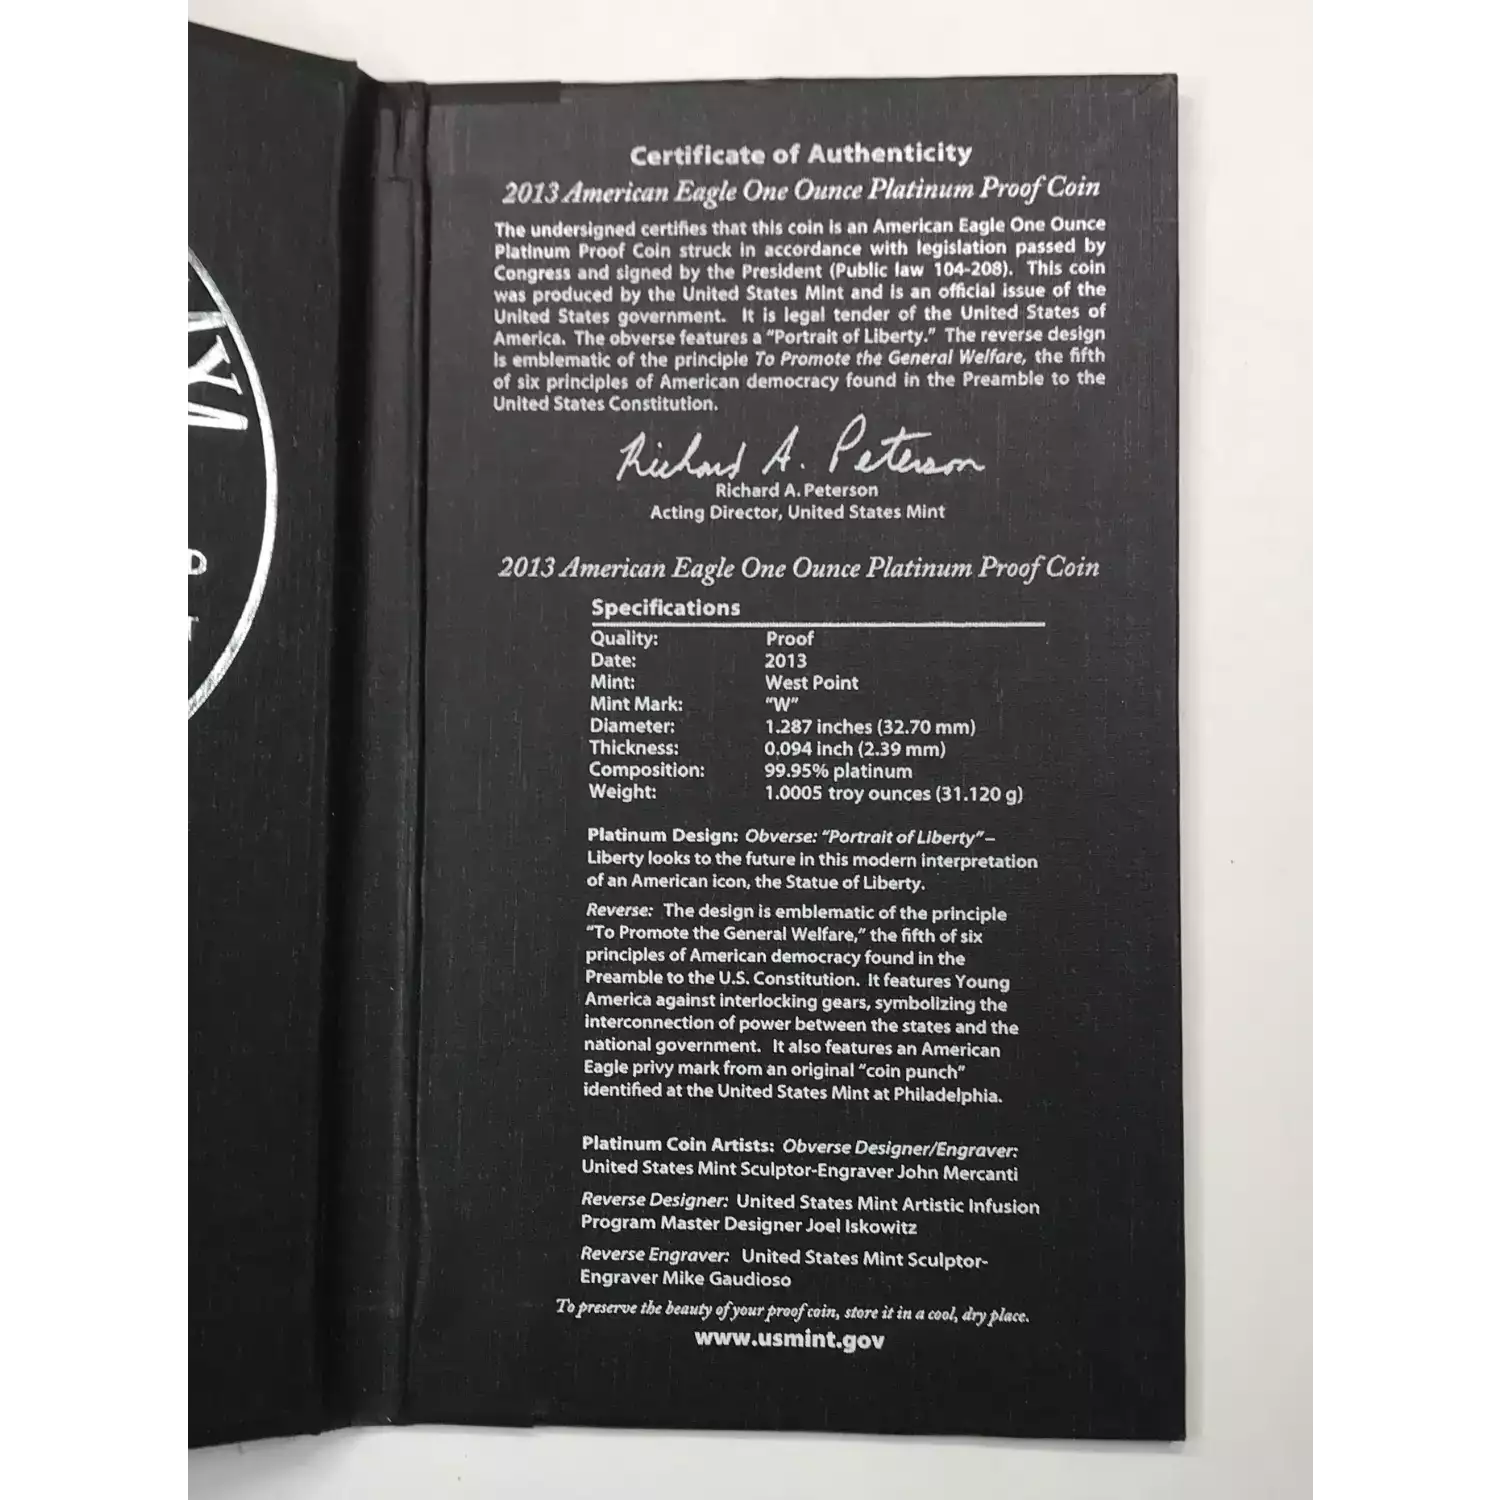 AY
M
D
T
Certificate of Authenticity
2013 American Eagle One Ounce Platinum Proof Coin
The undersigned certifies that this coin is an American Eagle One Ounce
Platinum Proof Coin struck in accordance with legislation passed by
Congress and signed by the President (Public law 104-208). This coin
was produced by the United States Mint and is an official issue of the
United States government. It is legal tender of the United States of
America. The obverse features a "Portrait of Liberty." The reverse design
is emblematic of the principle To Promote the General Welfare, the fifth
of six principles of American democracy found in the Preamble to the
United States Constitution.
Richard A. Peterson
Richard A. Peterson
Acting Director, United States Mint
2013 American Eagle One Ounce Platinum Proof Coin
Specifications
Quality: Proof
Date: 2013
Mint: West Point
Mint Mark: "W"
Diameter: 1.287 inches (32.70 mm)
Thickness: 0.094 inch (2.39 mm)
Composition: 99.95% platinum
Weight: 1.0005 troy ounces (31.120 g)
Platinum Design: Obverse: "Portrait of Liberty" –
Liberty looks to the future in this modern interpretation
of an American icon, the Statue of Liberty.
Reverse: The design is emblematic of the principle
"To Promote the General Welfare," the fifth of six
principles of American democracy found in the
Preamble to the U.S. Constitution. It features Young
America against interlocking gears, symbolizing the
interconnection of power between the states and the
national government. It also features an American
Eagle privy mark from an original "coin punch"
identified at the United States Mint at Philadelphia.
Platinum Coin Artists: Obverse Designer/Engraver:
United States Mint Sculptor-Engraver John Mercanti
Reverse Designer: United States Mint Artistic Infusion
Program Master Designer Joel Iskowitz
Reverse Engraver: United States Mint Sculptor-
Engraver Mike Gaudioso
To preserve the beauty of your proof coin, store it in a cool, dry place.
www.usmint.gov